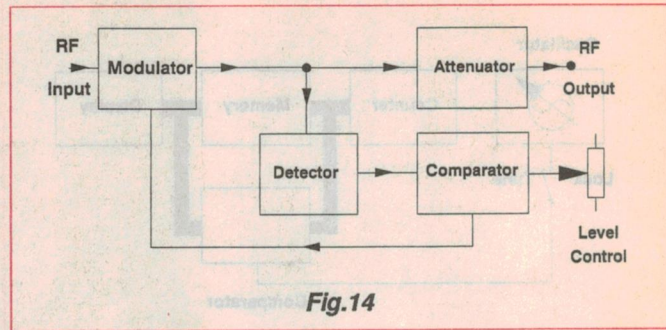 RF
Input
Modulator
Attenuator
RF
Output
Detector
Comparator
Level
Control
Fig.14